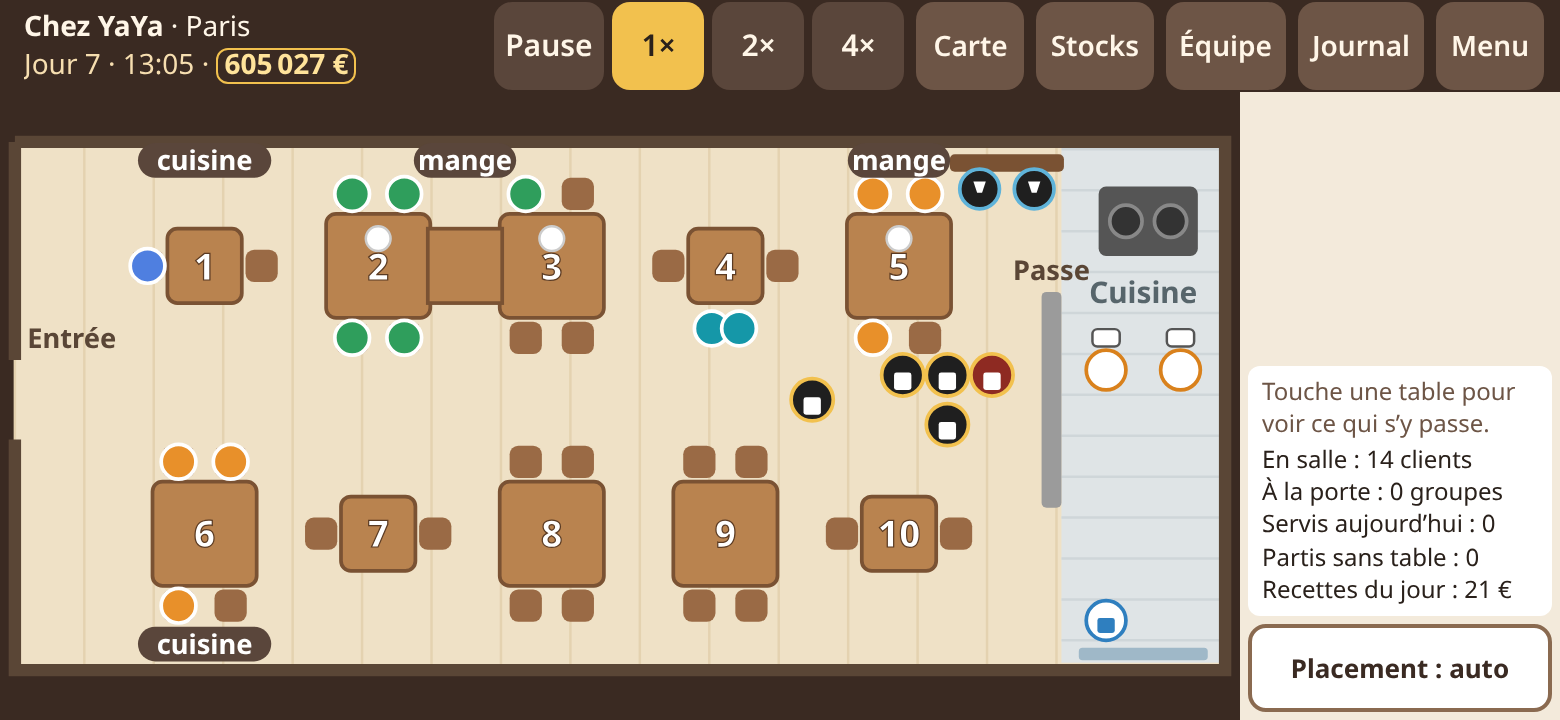 Chez YaYa · Paris
Jour 7 · 13:05 · 605 027 €
Pause
1×
2×
4×
Carte
Stocks
Équipe
Journal
Menu
cuisine
mange
mange
1
2
3
4
5
Passe
Cuisine
Entrée
6
7
8
9
10
cuisine
Touche une table pour
voir ce qui s’y passe.
En salle : 14 clients
À la porte : 0 groupes
Servis aujourd’hui : 0
Partis sans table : 0
Recettes du jour : 21 €
Placement : auto